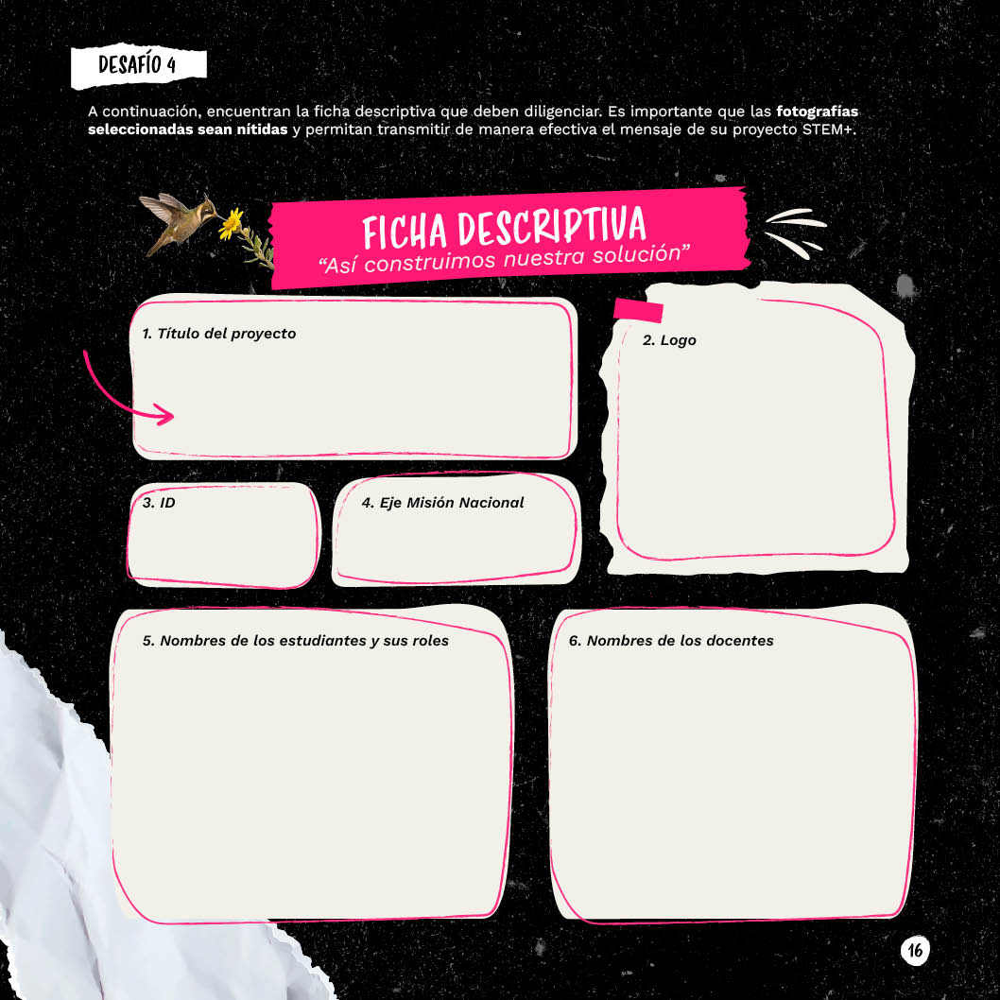 DESAFÍO 4
A continuación, encuentran la ficha descriptiva que deben diligenciar. Es importante que las fotografías
seleccionadas sean nítidas y permitan transmitir de manera efectiva el mensaje de su proyecto STEM+.
FICHA DESCRIPTIVA
“Así construimos nuestra solución”
1. Título del proyecto
2. Logo
3. ID
4. Eje Misión Nacional
5. Nombres de los estudiantes y sus roles
6. Nombres de los docentes
16